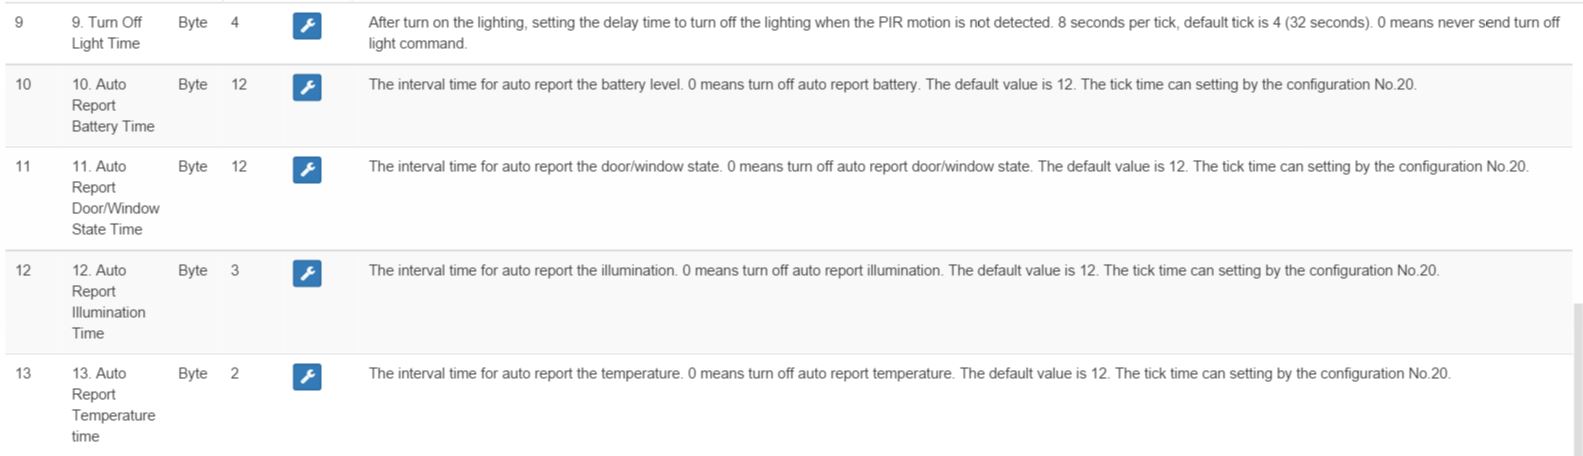 9 9. Turn Off Light Time Byte 4 After turn on the lighting, setting the delay time to turn off the lighting when the PIR motion is not detected. 8 seconds per tick, default tick is 4 (32 seconds). 0 means never send turn off light command.
10 10. Auto Report Battery Time Byte 12 The interval time for auto report the battery level. 0 means turn off auto report battery. The default value is 12. The tick time can setting by the configuration No.20.
11 11. Auto Report Door/Window State Time Byte 12 The interval time for auto report the door/window state. 0 means turn off auto report door/window state. The default value is 12. The tick time can setting by the configuration No.20.
12 12. Auto Report Illumination Time Byte 3 The interval time for auto report the illumination. 0 means turn off auto report illumination. The default value is 12. The tick time can setting by the configuration No.20.
13 13. Auto Report Temperature time Byte 2 The interval time for auto report the temperature. 0 means turn off auto report temperature. The default value is 12. The tick time can setting by the configuration No.20.